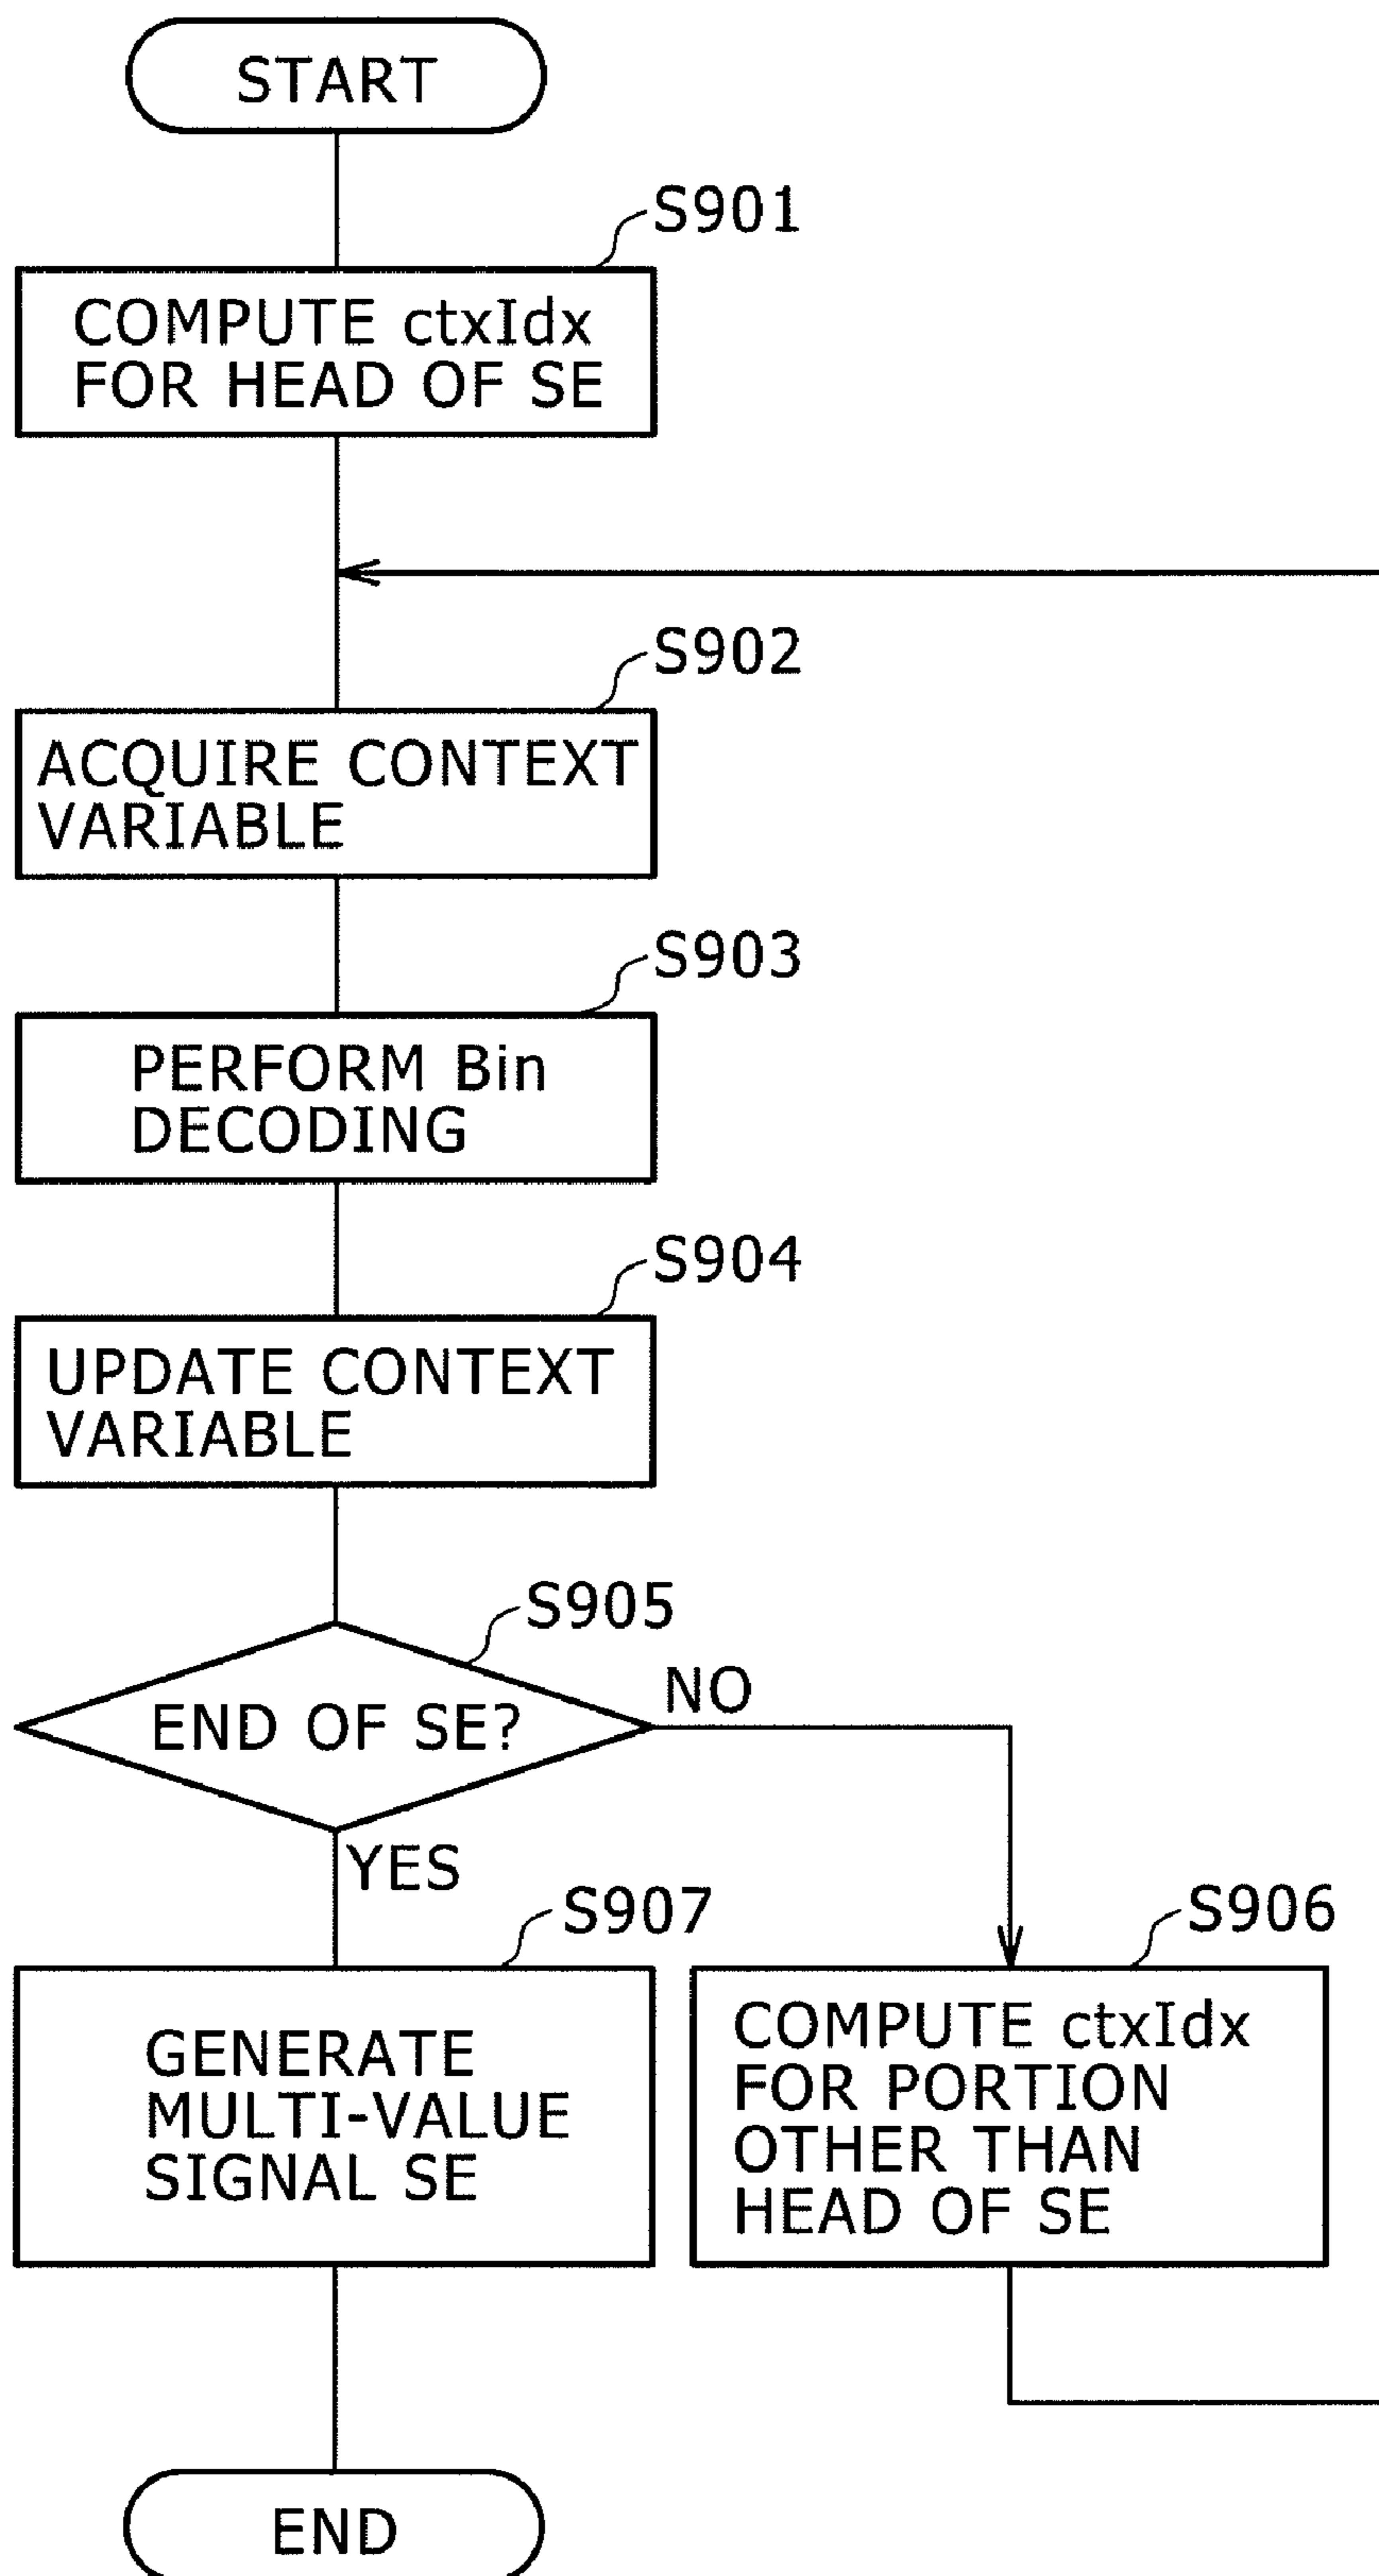 START
S901
COMPUTE ctxIdx
FOR HEAD OF SE
S902
ACQUIRE CONTEXT
VARIABLE
S903
PERFORM Bin
DECODING
S904
UPDATE CONTEXT
VARIABLE
S905
END OF SE?
NO
YES
S907
GENERATE
MULTI-VALUE
SIGNAL SE
S906
COMPUTE ctxIdx
FOR PORTION
OTHER THAN
HEAD OF SE
END